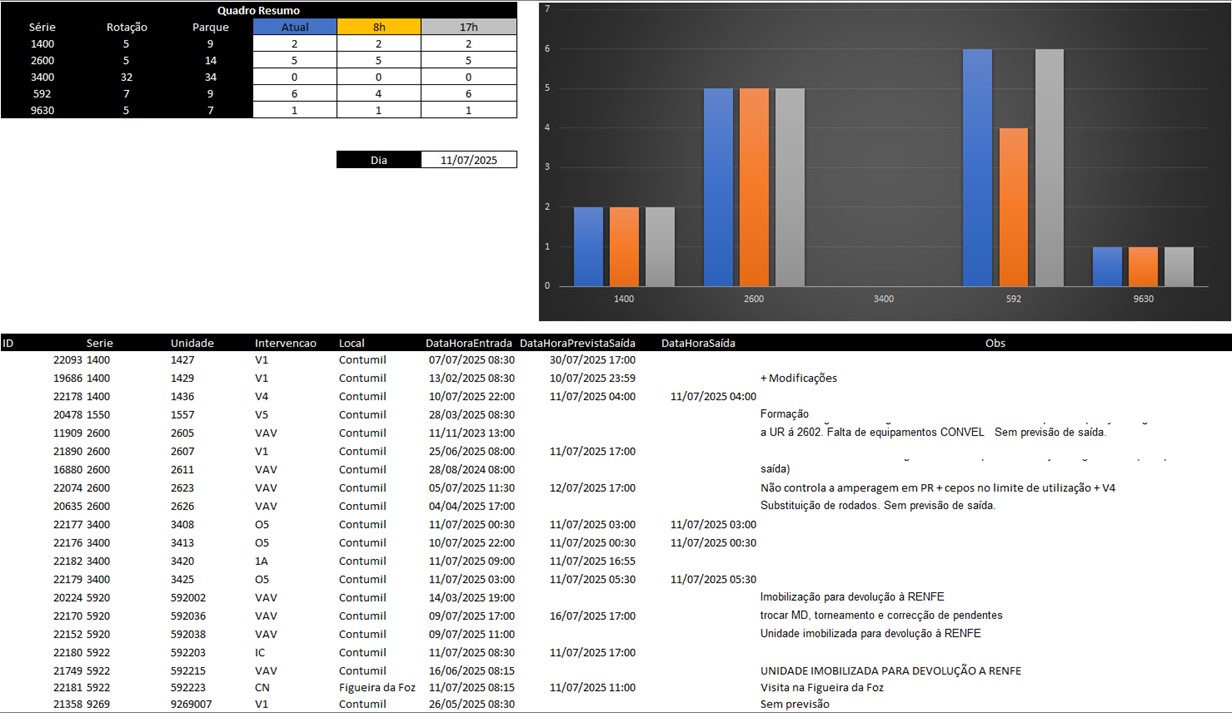 Quadro Resumo
Série Rotação Parque Atual 8h 17h
1400 5 9 2 2 2
2600 5 14 5 5 5
3400 32 34 0 0 0
592 7 9 6 4 6
9630 5 7 1 1 1
Dia 11/07/2025
7
6
5
4
3
2
1
0
1400 2600 3400 592 9630
ID Serie Unidade Intervencao Local DataHoraEntrada DataHoraPrevistaSaída DataHoraSaída Obs
22093 1400 1427 V1 Contumil 07/07/2025 08:30 30/07/2025 17:00
19686 1400 1429 V1 Contumil 13/02/2025 08:30 10/07/2025 23:59 + Modificações
22178 1400 1436 V4 Contumil 10/07/2025 22:00 11/07/2025 04:00 11/07/2025 04:00
20478 1550 1557 V5 Contumil 28/03/2025 08:30 Formação
11909 2600 2605 VAV Contumil 11/11/2023 13:00 a UR á 2602. Falta de equipamentos CONVEL Sem previsão de saída.
21890 2600 2607 V1 Contumil 25/06/2025 08:00 11/07/2025 17:00
16880 2600 2611 VAV Contumil 28/08/2024 08:00 saída)
22074 2600 2623 VAV Contumil 05/07/2025 11:30 12/07/2025 17:00 Não controla a amperagem em PR + cepos no limite de utilização + V4
20635 2600 2626 VAV Contumil 04/04/2025 17:00 Substituição de rodados. Sem previsão de saída.
22177 3400 3408 O5 Contumil 11/07/2025 00:30 11/07/2025 03:00 11/07/2025 03:00
22176 3400 3413 O5 Contumil 10/07/2025 22:00 11/07/2025 00:30 11/07/2025 00:30
22182 3400 3420 1A Contumil 11/07/2025 09:00 11/07/2025 16:55
22179 3400 3425 O5 Contumil 11/07/2025 03:00 11/07/2025 05:30 11/07/2025 05:30
20224 5920 592002 VAV Contumil 14/03/2025 19:00 Imobilização para devolução à RENFE
22170 5920 592036 VAV Contumil 09/07/2025 17:00 16/07/2025 17:00 trocar MD, torneamento e correcção de pendentes
22152 5920 592038 VAV Contumil 09/07/2025 11:00 Unidade imobilizada para devolução à RENFE
22180 5922 592203 IC Contumil 11/07/2025 08:30 11/07/2025 17:00
21749 5922 592215 VAV Contumil 16/06/2025 08:15 UNIDADE IMOBILIZADA PARA DEVOLUÇÃO A RENFE
22181 5922 592223 CN Figueira da Foz 11/07/2025 08:15 11/07/2025 11:00 Visita na Figueira da Foz
21358 9269 9269007 V1 Contumil 26/05/2025 08:30 Sem previsão